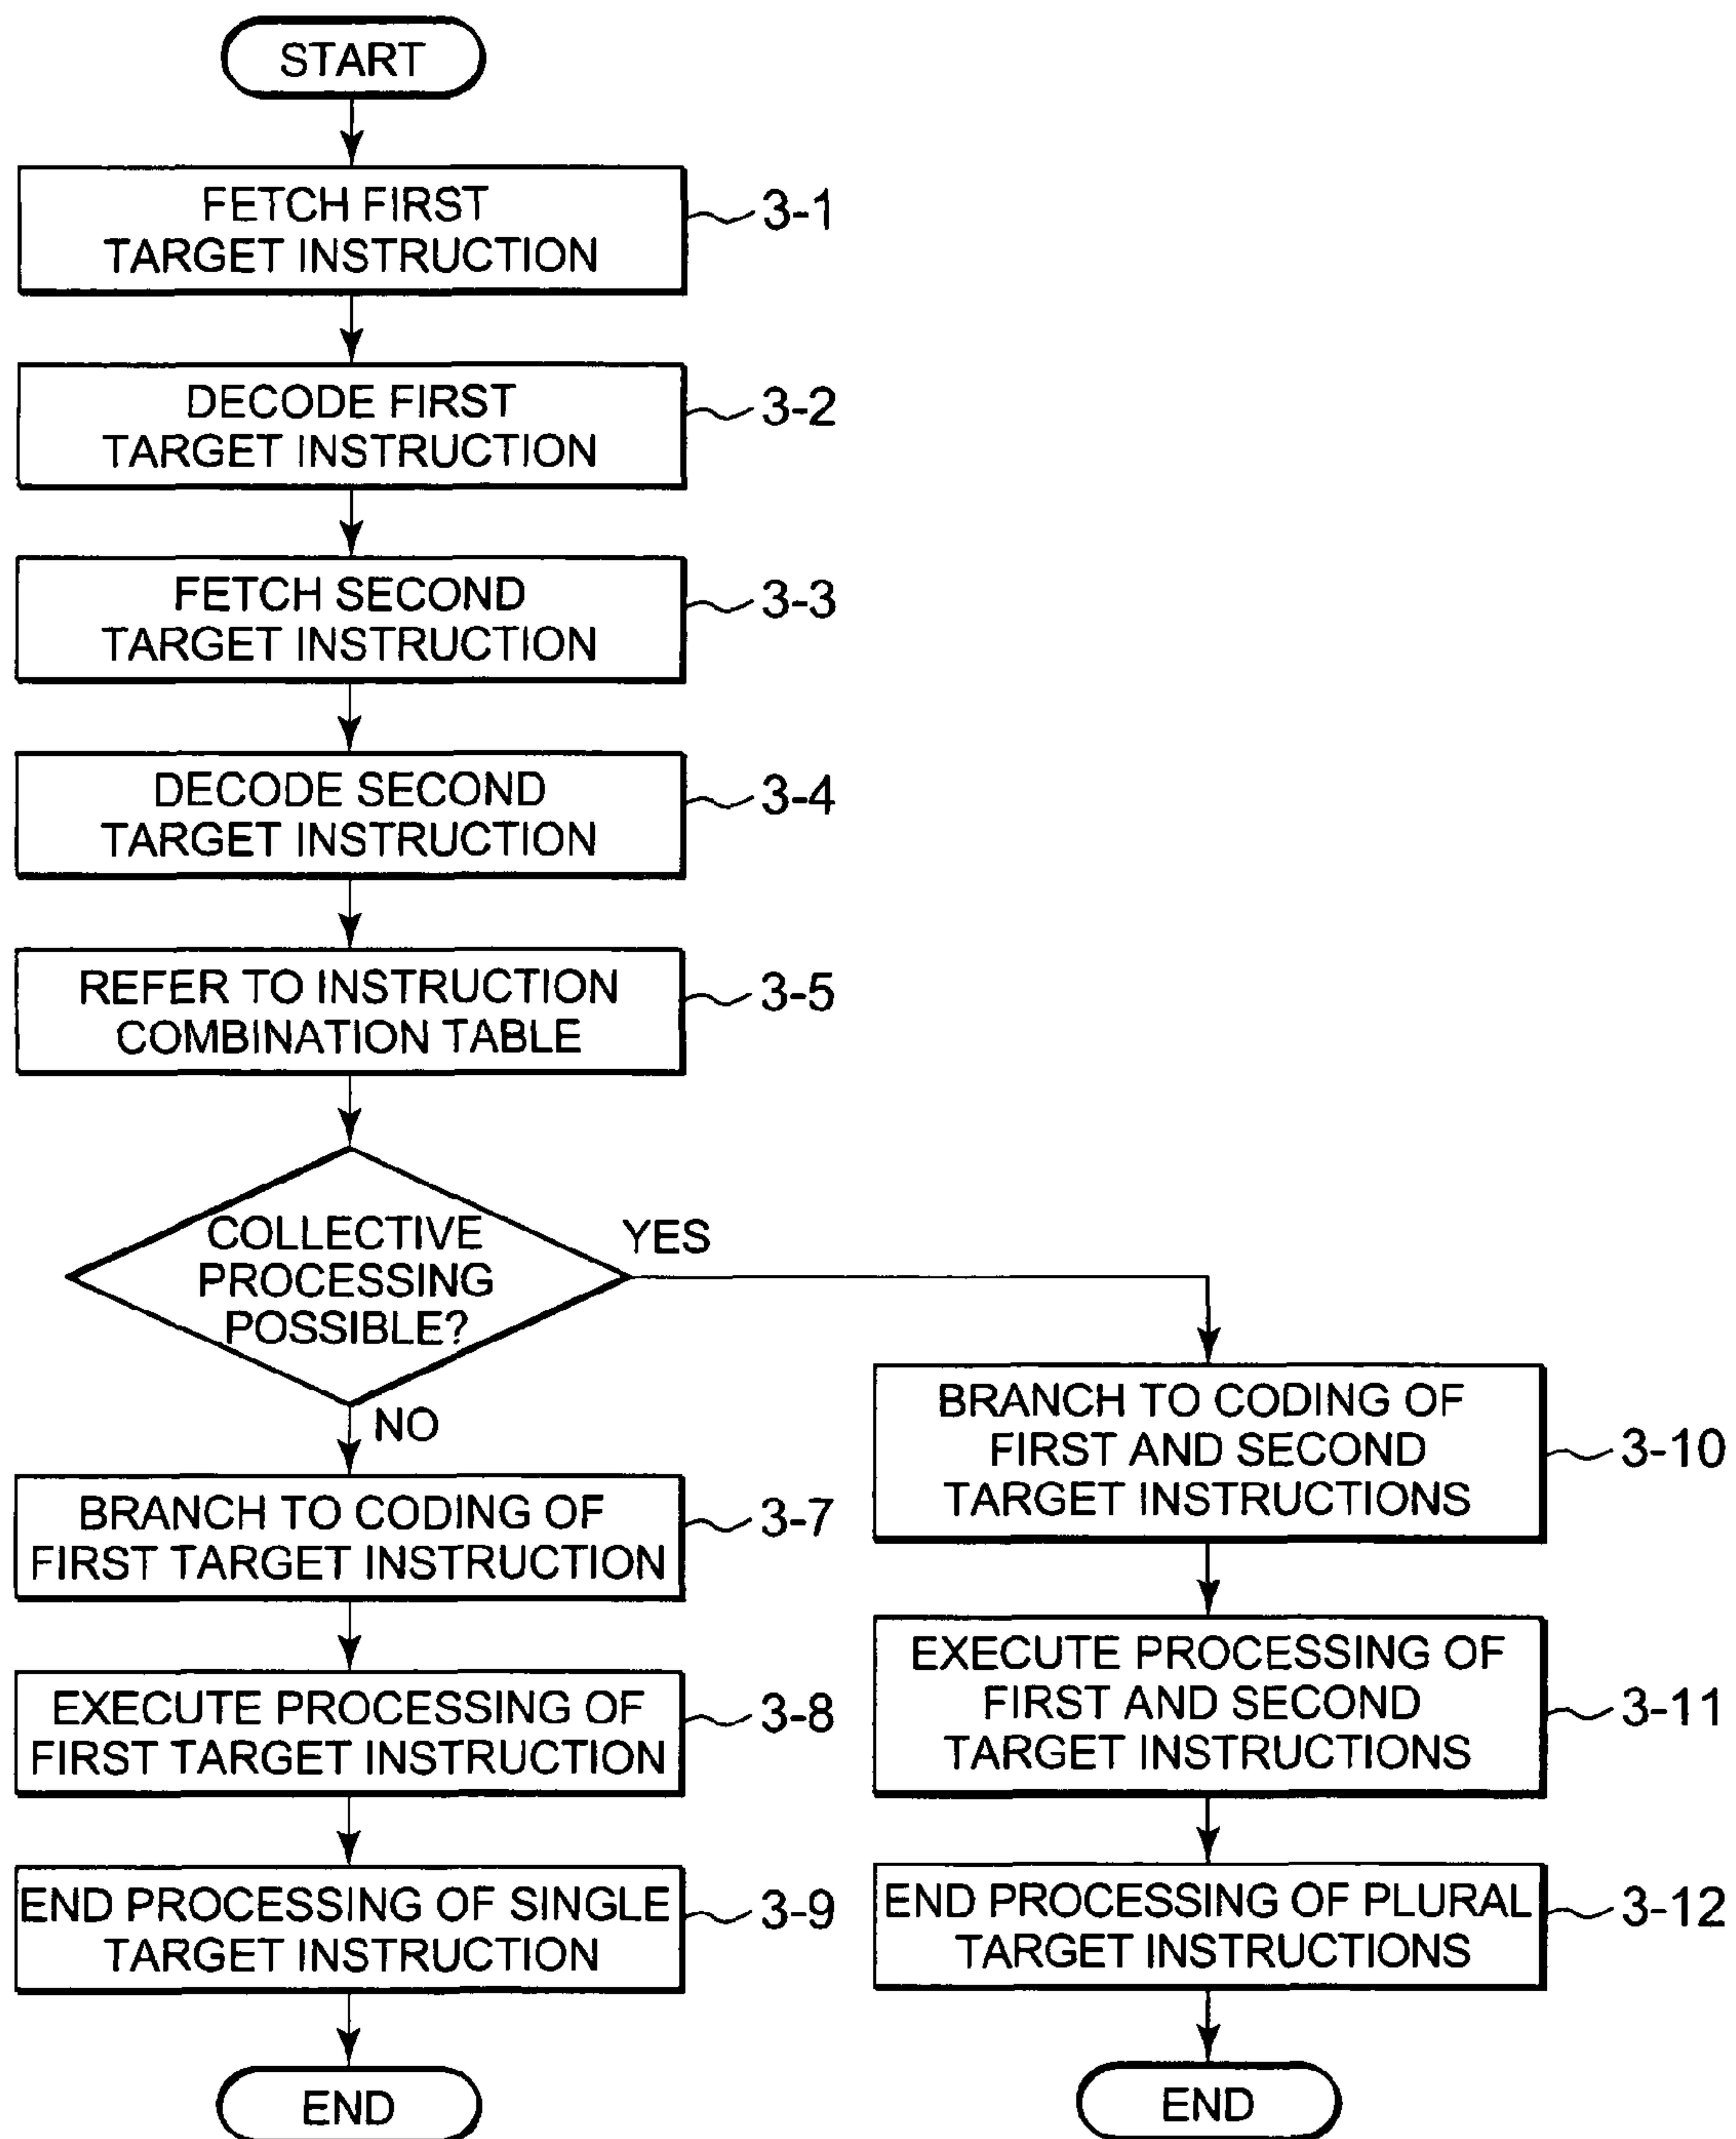 START
FETCH FIRST
TARGET INSTRUCTION
3-1
DECODE FIRST
TARGET INSTRUCTION
3-2
FETCH SECOND
TARGET INSTRUCTION
3-3
DECODE SECOND
TARGET INSTRUCTION
3-4
REFER TO INSTRUCTION
COMBINATION TABLE
3-5
COLLECTIVE
PROCESSING
POSSIBLE?
YES
NO
BRANCH TO CODING OF
FIRST TARGET INSTRUCTION
3-7
EXECUTE PROCESSING OF
FIRST TARGET INSTRUCTION
3-8
END PROCESSING OF SINGLE
TARGET INSTRUCTION
3-9
END
BRANCH TO CODING OF
FIRST AND SECOND
TARGET INSTRUCTIONS
3-10
EXECUTE PROCESSING OF
FIRST AND SECOND
TARGET INSTRUCTIONS
3-11
END PROCESSING OF PLURAL
TARGET INSTRUCTIONS
3-12
END